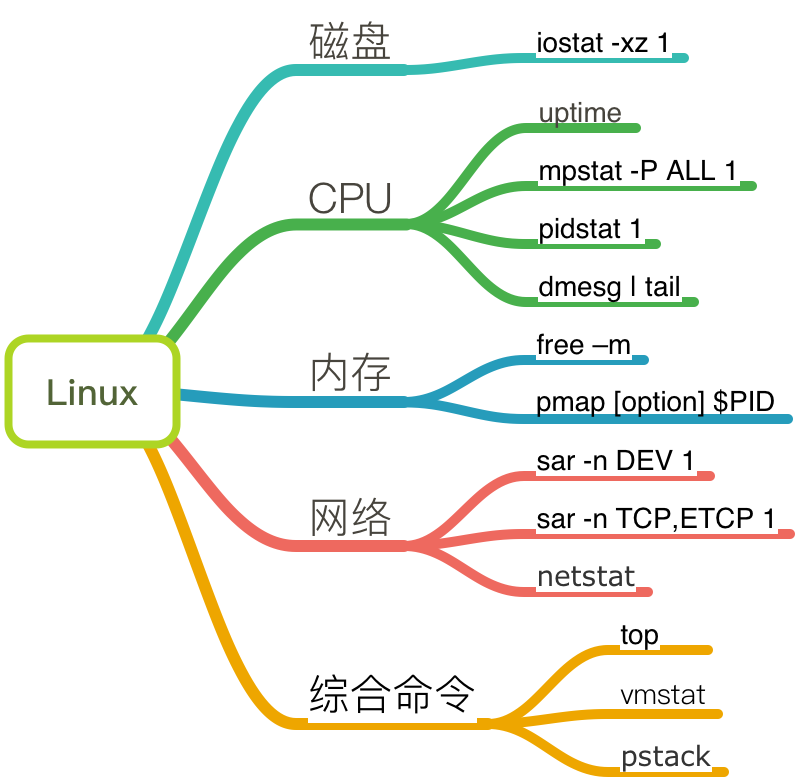 Linux
磁盘
iostat -xz 1
CPU
uptime
mpstat -P ALL 1
pidstat 1
dmesg | tail
内存
free –m
pmap [option] $PID
网络
sar -n DEV 1
sar -n TCP,ETCP 1
netstat
综合命令
top
vmstat
pstack